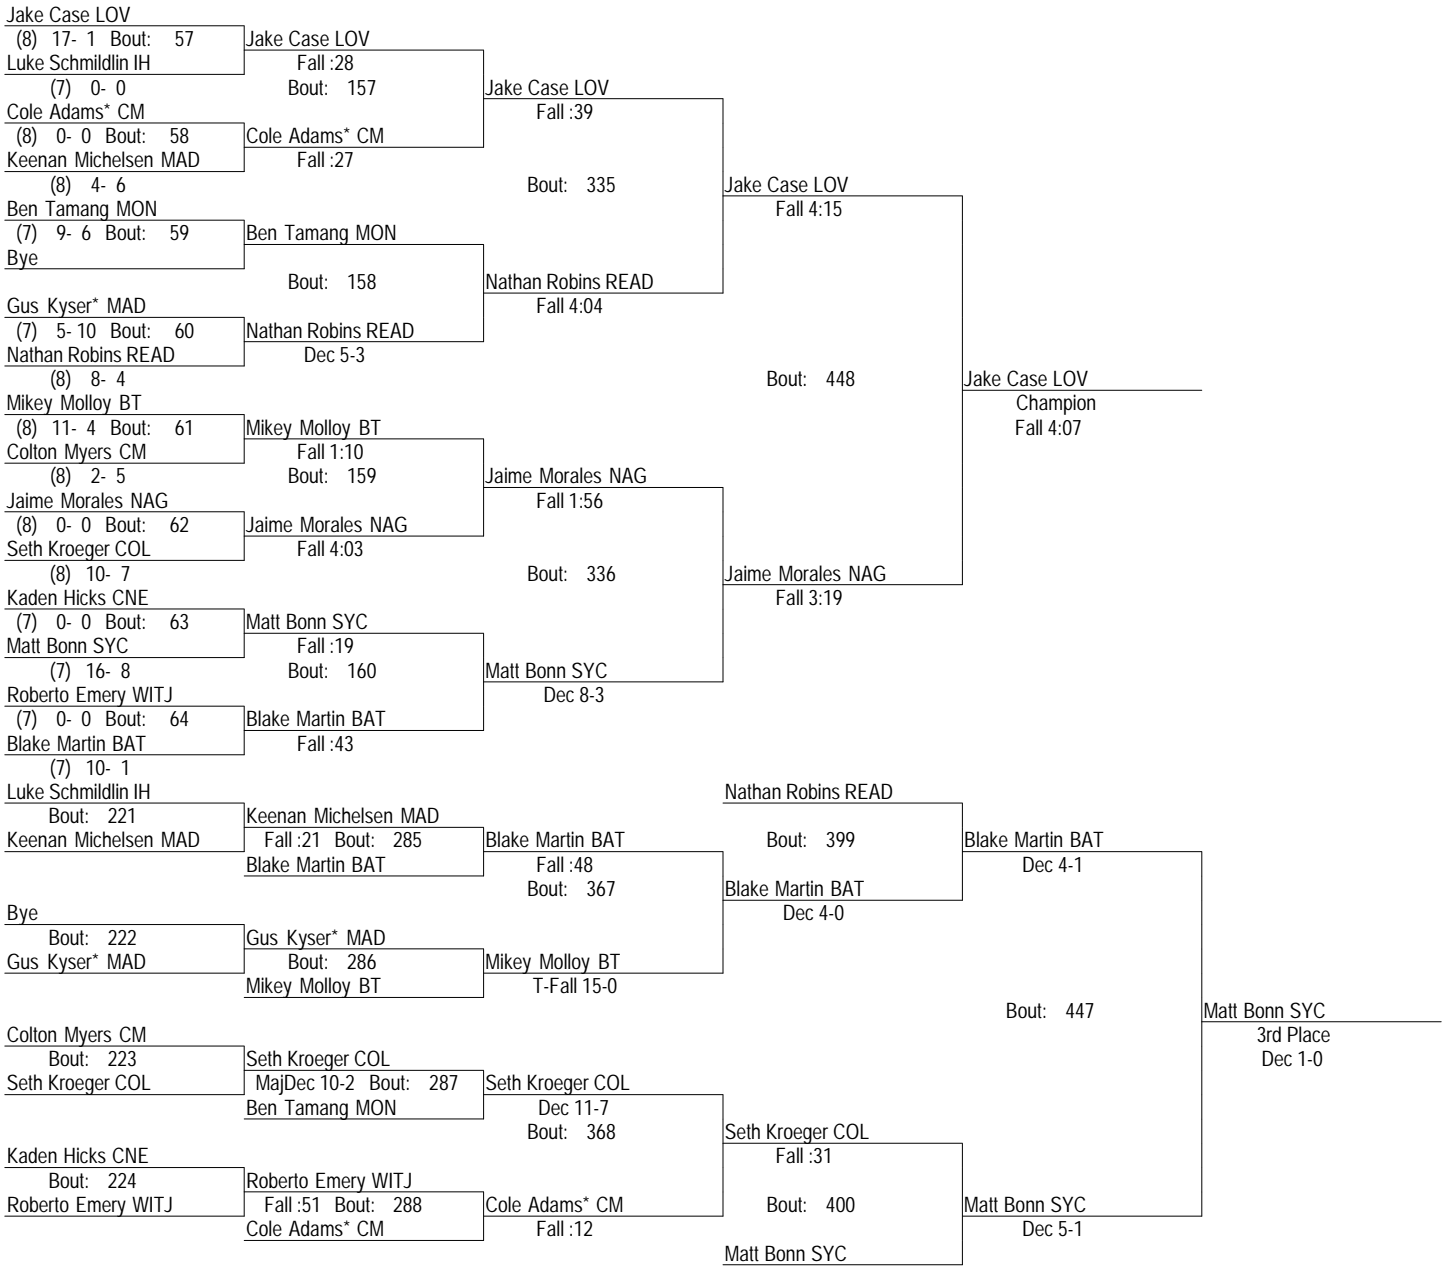 Jake Case LOV
(8) 17- 1 Bout: 57 Jake Case LOV
Luke Schmildlin IH Fall :28
(7) 0- 0 Bout: 157 Jake Case LOV
Cole Adams* CM Fall :39
(8) 0- 0 Bout: 58 Cole Adams* CM
Keenan Michelsen MAD Fall :27
(8) 4- 6 Bout: 335 Jake Case LOV
Ben Tamang MON Fall 4:15
(7) 9- 6 Bout: 59 Ben Tamang MON
Bye
Bout: 158 Nathan Robins READ
Gus Kyser* MAD Fall 4:04
(7) 5- 10 Bout: 60 Nathan Robins READ
Nathan Robins READ Dec 5-3
(8) 8- 4 Bout: 448 Jake Case LOV
Mikey Molloy BT Champion
(8) 11- 4 Bout: 61 Mikey Molloy BT Fall 4:07
Colton Myers CM Fall 1:10
(8) 2- 5 Bout: 159 Jaime Morales NAG
Jaime Morales NAG Fall 1:56
(8) 0- 0 Bout: 62 Jaime Morales NAG
Seth Kroeger COL Fall 4:03
(8) 10- 7 Bout: 336 Jaime Morales NAG
Kaden Hicks CNE Fall 3:19
(7) 0- 0 Bout: 63 Matt Bonn SYC
Matt Bonn SYC Fall :19
(7) 16- 8 Bout: 160 Matt Bonn SYC
Roberto Emery WITJ Dec 8-3
(7) 0- 0 Bout: 64 Blake Martin BAT
Blake Martin BAT Fall :43
(7) 10- 1
Luke Schmildlin IH Nathan Robins READ
Bout: 221 Keenan Michelsen MAD
Keenan Michelsen MAD Fall :21 Bout: 285 Blake Martin BAT Bout: 399 Blake Martin BAT
Blake Martin BAT Fall :48 Dec 4-1
Bout: 367 Blake Martin BAT
Bye Dec 4-0
Bout: 222 Gus Kyser* MAD
Gus Kyser* MAD Bout: 286 Mikey Molloy BT
Mikey Molloy BT T-Fall 15-0
Bout: 447 Matt Bonn SYC
Colton Myers CM 3rd Place
Bout: 223 Seth Kroeger COL Dec 1-0
Seth Kroeger COL MajDec 10-2 Bout: 287 Seth Kroeger COL
Ben Tamang MON Dec 11-7
Bout: 368 Seth Kroeger COL
Kaden Hicks CNE Fall :31
Bout: 224 Roberto Emery WITJ
Roberto Emery WITJ Fall :51 Bout: 288 Cole Adams* CM Bout: 400 Matt Bonn SYC
Cole Adams* CM Fall :12 Dec 5-1
Matt Bonn SYC